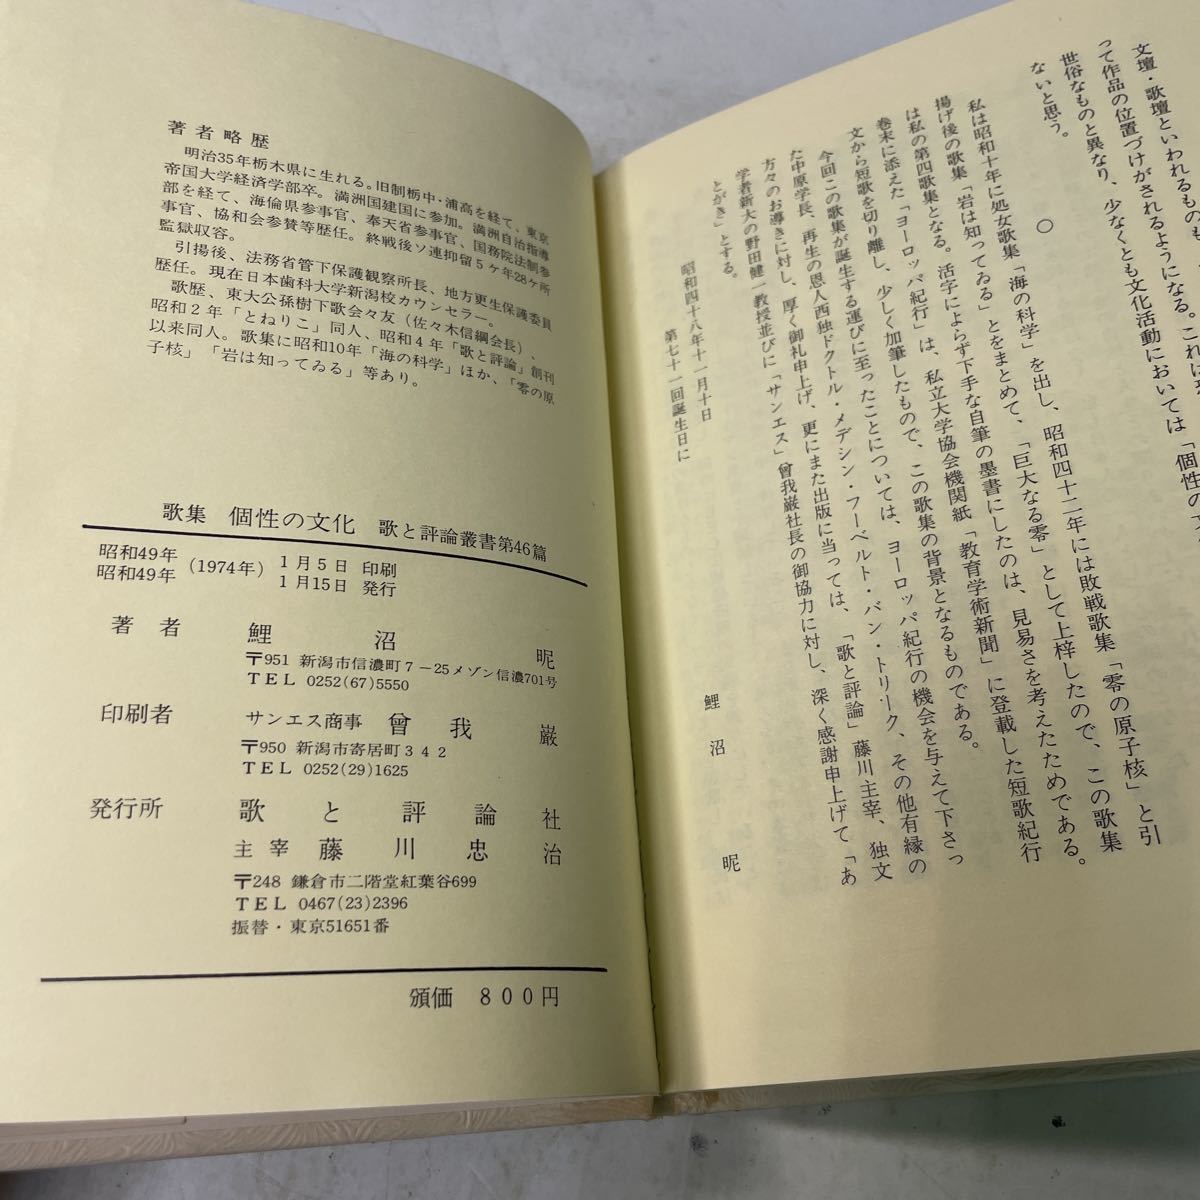 文壇・歌壇といわれるもの
って作品の位置づけがされるようになる。これは
世俗なものと異なり、少なくとも文化活動においては「個性の
ないと思う。
○
私は昭和十年に処女歌集「海の科学」を出し、昭和四十二年には敗戦歌集「零の原子核」と引
揚げ後の歌集「岩は知ってゐる」とをまとめて、「巨大なる零」として上梓したので、この歌集
は私の第四歌集となる。活字によらず下手な自筆の墨書にしたのは、見易さを考えたためである。
巻末に添えた「ヨーロッパ紀行」は、私立大学協会機関紙「教育学術新聞」に登載した短歌紀行
文から短歌を切り離し、少しく加筆したもので、この歌集の背景となるものである。
今回この歌集が誕生する運びに至ったことについては、ヨーロッパ紀行の機会を与えて下さっ
た中原学長、再生の恩人西独ドクトル・メデシン・フーベルト・バン・トリーク、その他有縁の
方々のお導きに対し、厚く御礼申上げ、更にまた出版に当っては、「歌と評論」藤川主宰、独文
学者新大の野田健一教授並びに「サンエス」曾我巌社長の御協力に対し、深く感謝申上げて「あ
とがき」とする。
昭和四十八年十一月十日
第七十一回誕生日に
鯉沼昵
著者略歴
明治35年栃木県に生れる。旧制栃中・浦高を経て、東京
帝国大学経済学部卒。満洲国建国に参加。満洲自治指導
部を経て、海倫県参事官、奉天省参事官、国務院法制参
事官、協和会参賛等歴任。終戦後ソ連抑留5ヶ年28ヶ所
監獄収容。
引揚後、法務省管下保護観察所長、地方更生保護委員
歴任。現在日本歯科大学新潟校カウンセラー。
歌歴、東大公孫樹下歌会々友（佐々木信綱会長）、
昭和2年「とねりこ」同人、昭和4年「歌と評論」創刊
以来同人。歌集に昭和10年「海の科学」ほか、「零の原
子核」「岩は知ってゐる」等あり。
歌集 個性の文化 歌と評論叢書第46篇
昭和49年 (1974年) 1月5日 印刷
昭和49年 1月15日 発行
著者 鯉沼昵
〒951 新潟市信濃町7－25メゾン信濃701号
TEL 0252(67)5550
印刷者 サンエス商事 曾我巌
〒950 新潟市寄居町342
TEL 0252(29)1625
発行所 歌と評論社
主宰 藤川忠治
〒248 鎌倉市二階堂紅葉谷699
TEL 0467(23)2396
振替・東京51651番
頒価 800円